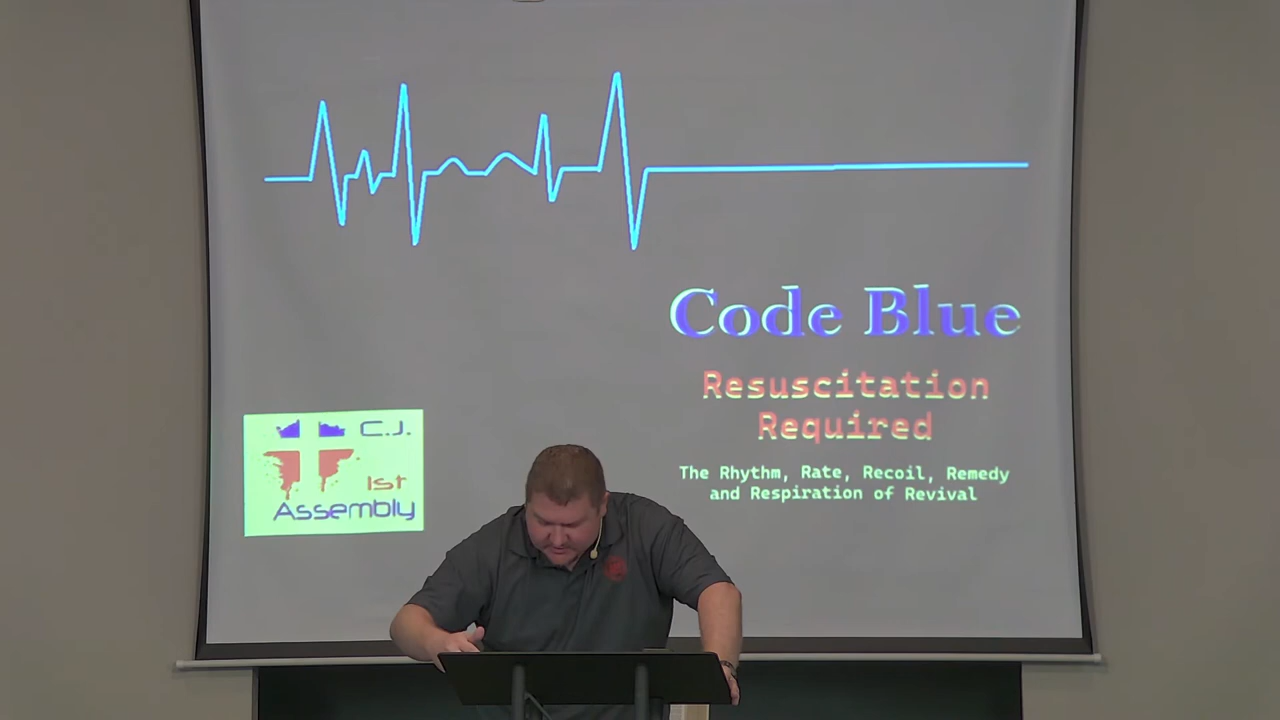 Code Blue
Resuscitation
Required
The Rhythm, Rate, Recoil, Remedy
and Respiration of Revival
C.J.
1st
Assembly